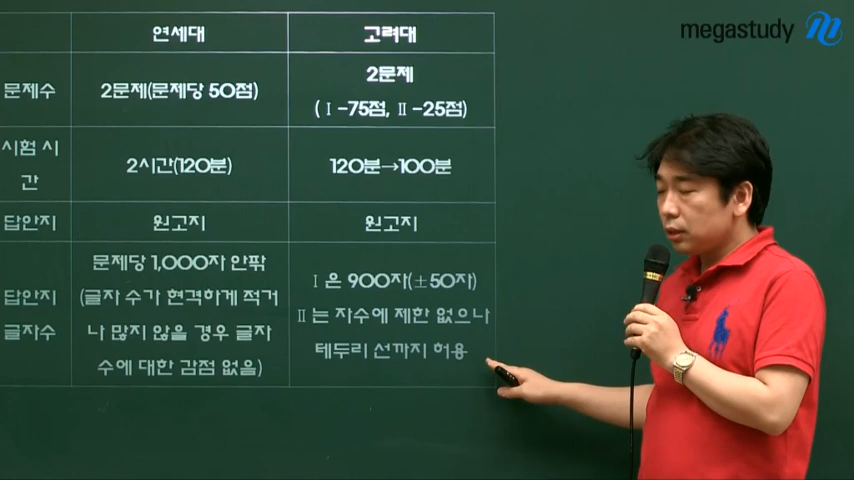 megastudy
연세대
고려대
문제수
2문제(문제당 50점)
2문제
(Ⅰ-75점, Ⅱ-25점)
시험 시
간
2시간(120분)
120분→100분
답안지
원고지
원고지
답안지
글자수
문제당 1,000자 안팎
(글자 수가 현격하게 적거
나 많지 않을 경우 글자
수에 대한 감점 없음)
Ⅰ은 900자(±50자)
Ⅱ는 자수에 제한 없으나
테두리 선까지 허용